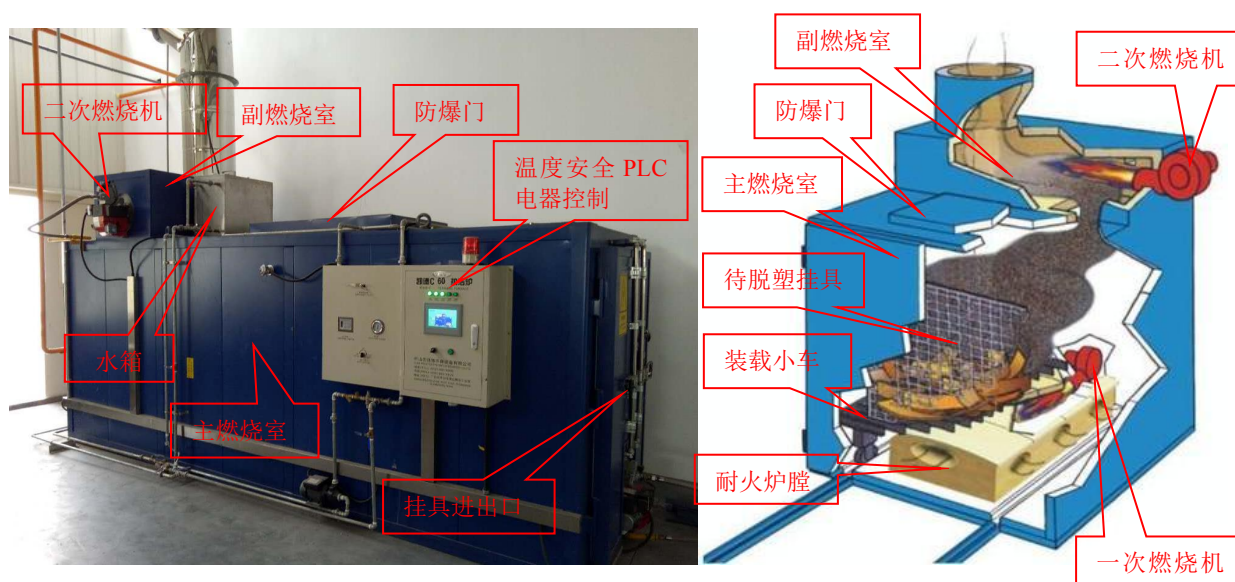 二次燃烧机
副燃烧室
防爆门
温度安全 PLC
电器控制
水箱
主燃烧室
挂具进出口
副燃烧室
二次燃烧机
防爆门
主燃烧室
待脱塑挂具
装载小车
耐火炉膛
一次燃烧机